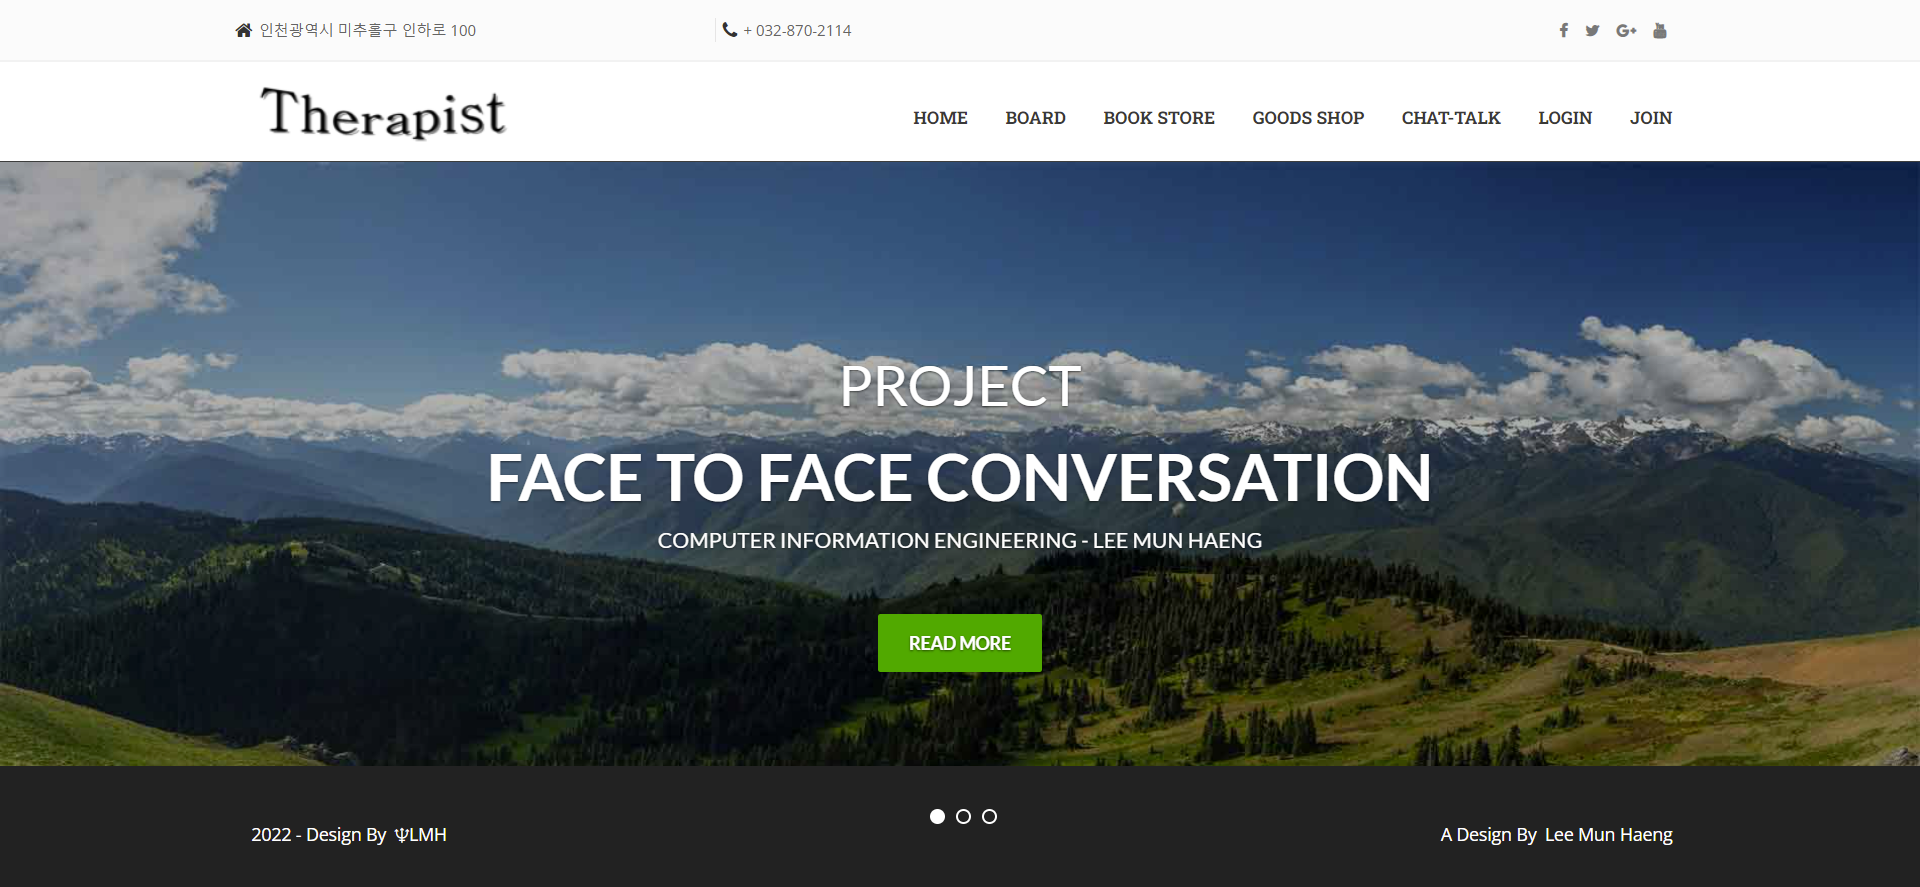 인천광역시 미추홀구 인하로 100
+ 032-870-2114
Therapist
HOME BOARD BOOK STORE GOODS SHOP CHAT-TALK LOGIN JOIN
PROJECT
FACE TO FACE CONVERSATION
COMPUTER INFORMATION ENGINEERING - LEE MUN HAENG
READ MORE
2022 - Design By ♆LMH
A Design By Lee Mun Haeng